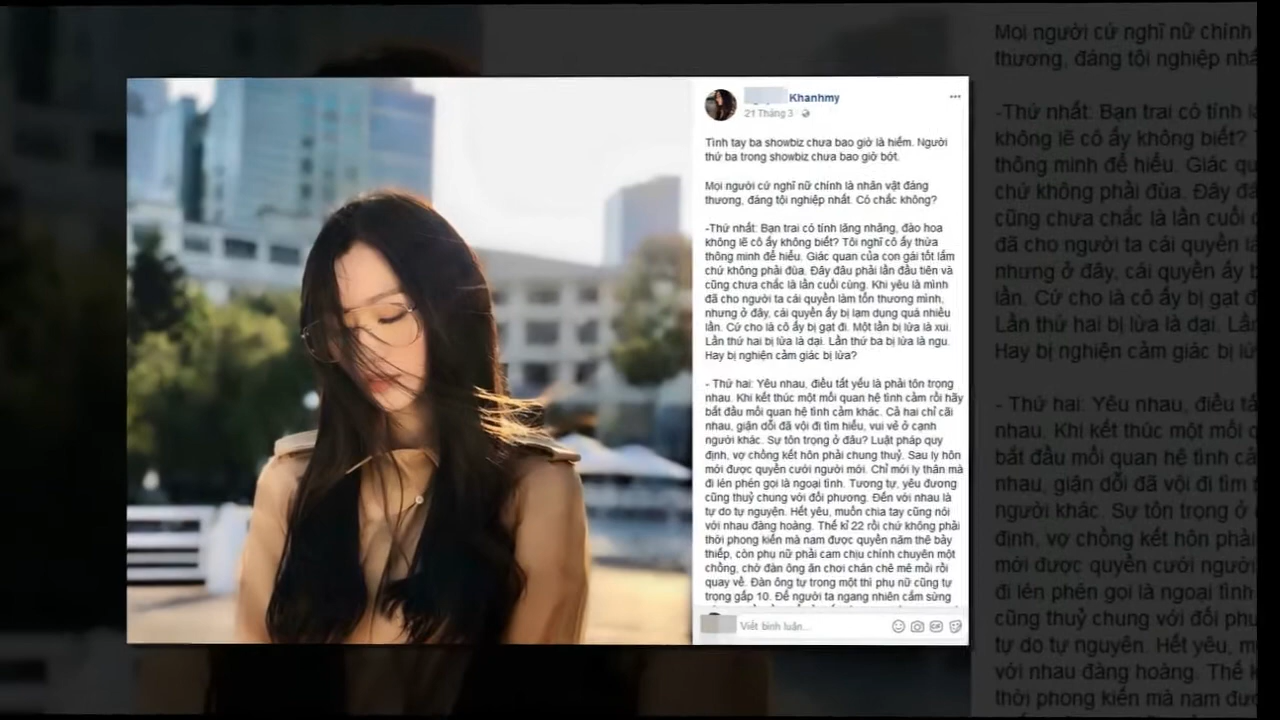 Khanhmy
21 Tháng 3
Tình tay ba showbiz chưa bao giờ là hiếm. Người
thứ ba trong showbiz chưa bao giờ bớt.
Mọi người cứ nghĩ nữ chính là nhân vật đáng
thương, đáng tội nghiệp nhất. Có chắc không?
-Thứ nhất: Bạn trai có tính lăng nhăng, đào hoa
không lẽ cô ấy không biết? Tôi nghĩ cô ấy thừa
thông minh để hiểu. Giác quan của con gái tốt lắm
chứ không phải đùa. Đây đâu phải lần đầu tiên và
cũng chưa chắc là lần cuối cùng. Khi yêu là mình
đã cho người ta cái quyền làm tổn thương mình,
nhưng ở đây, cái quyền ấy bị lạm dụng quá nhiều
lần. Cứ cho là cô ấy bị gạt đi. Một lần bị lừa là xui.
Lần thứ hai bị lừa là dại. Lần thứ ba bị lừa là ngu.
Hay bị nghiện cảm giác bị lừa?
- Thứ hai: Yêu nhau, điều tất yếu là phải tôn trọng
nhau. Khi kết thúc một mối quan hệ tình cảm rồi hãy
bắt đầu mối quan hệ tình cảm khác. Cả hai chỉ cãi
nhau, giận dỗi đã vội đi tìm hiểu, vui vẻ ở cạnh
người khác. Sự tôn trọng ở đâu? Luật pháp quy
định, vợ chồng kết hôn phải chung thuỷ. Sau ly hôn
mới được quyền cưới người mới. Chỉ mới ly thân mà
đi lén phén gọi là ngoại tình. Tương tự, yêu đương
cũng thuỷ chung với đối phương. Đến với nhau là
tự do tự nguyện. Hết yêu, muốn chia tay cũng nói
với nhau đàng hoàng. Thế kỉ 22 rồi chứ không phải
thời phong kiến mà nam được quyền năm thê bảy
thiếp, còn phụ nữ phải cam chịu chính chuyên một
chồng, chờ đàn ông ăn chơi chán chê mê mỏi rồi
quay về. Đàn ông tự trọng một thì phụ nữ cũng tự
trọng gấp 10. Để người ta ngang nhiên cắm sừng
Viết bình luận...
Mọi người cứ nghĩ nữ chính
thương, đáng tội nghiệp nhấ
-Thứ nhất: Bạn trai có tính l
không lẽ cô ấy không biết?
thông minh để hiểu. Giác qu
chứ không phải đùa. Đây đâ
cũng chưa chắc là lần cuối c
đã cho người ta cái quyền là
nhưng ở đây, cái quyền ấy b
lần. Cứ cho là cô ấy bị gạt đ
Lần thứ hai bị lừa là dại. Lầ
Hay bị nghiện cảm giác bị lừ
- Thứ hai: Yêu nhau, điều tấ
nhau. Khi kết thúc một mối q
bắt đầu mối quan hệ tình cả
nhau, giận dỗi đã vội đi tìm
người khác. Sự tôn trọng ở
định, vợ chồng kết hôn phải
mới được quyền cưới người
đi lén phén gọi là ngoại tình
cũng thuỷ chung với đối phư
tự do tự nguyện. Hết yêu, m
với nhau đàng hoàng. Thế k
thời phong kiến mà nam đượ